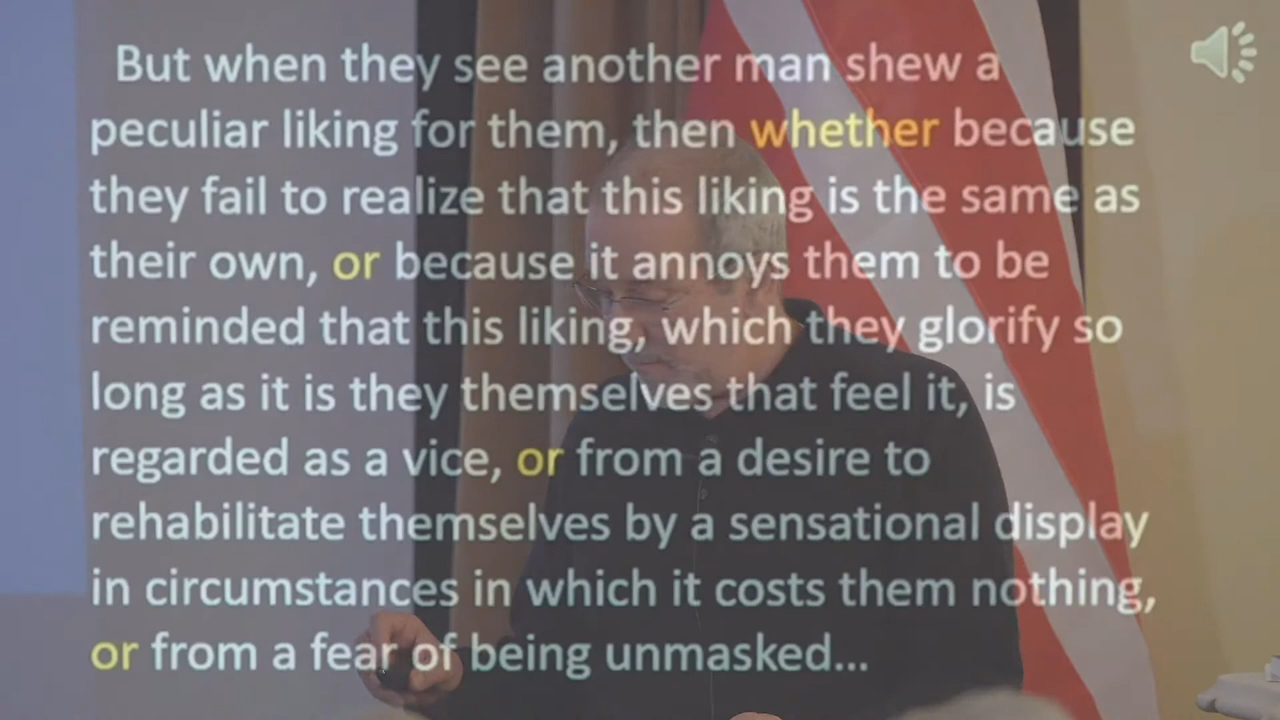 But when they see another man shew a
peculiar liking for them, then whether because
they fail to realize that this liking is the same as
their own, or because it annoys them to be
reminded that this liking, which they glorify so
long as it is they themselves that feel it, is
regarded as a vice, or from a desire to
rehabilitate themselves by a sensational display
in circumstances in which it costs them nothing,
or from a fear of being unmasked...